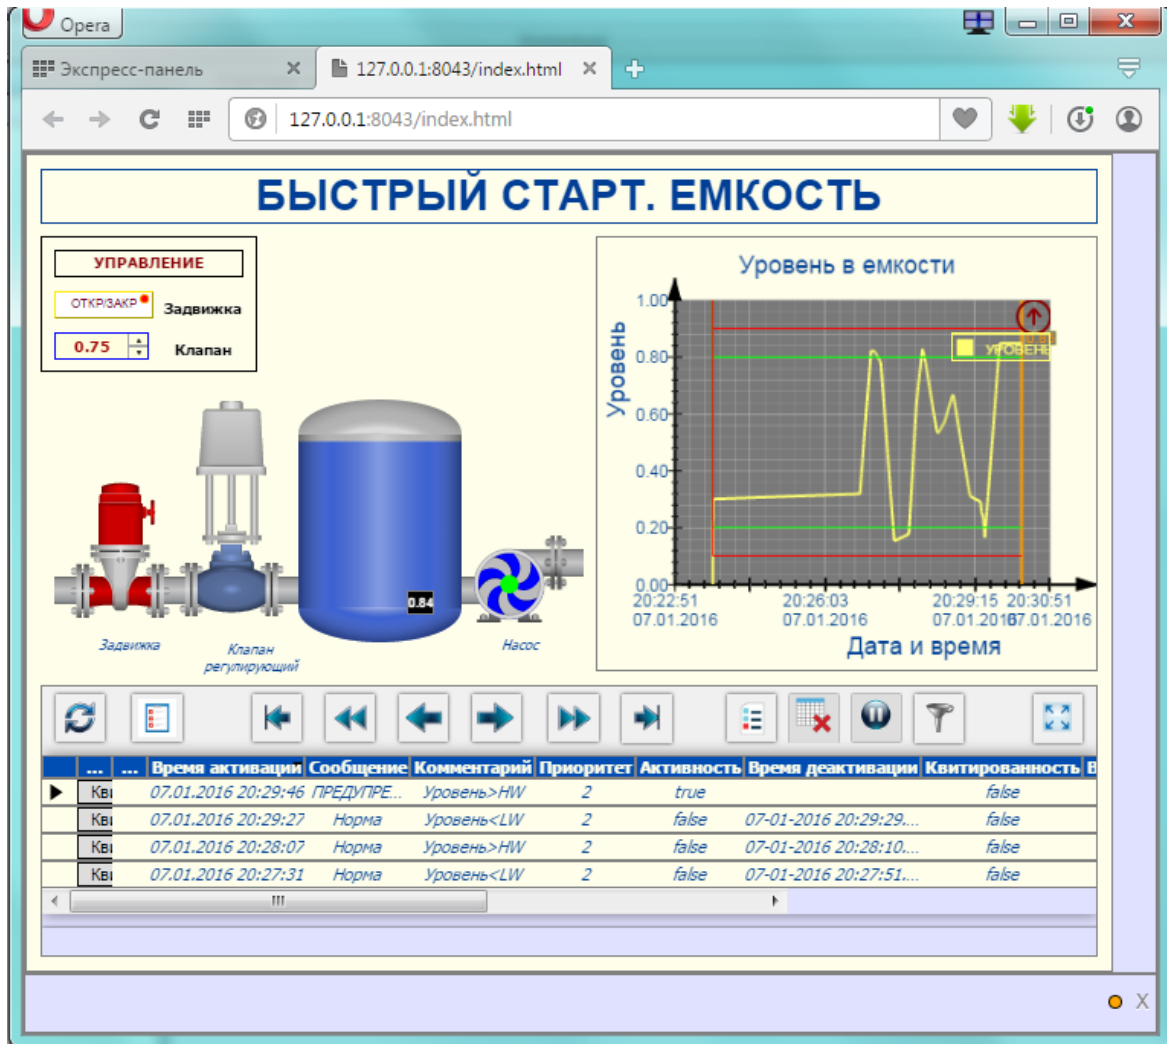 Opera
Экспресс-панель
127.0.0.1:8043/index.html
127.0.0.1:8043/index.html
БЫСТРЫЙ СТАРТ. ЕМКОСТЬ
УПРАВЛЕНИЕ
ОТКР/ЗАКР Задвижка
0.75 Клапан
0.84
Задвижка
Клапан
регулирующий
Насос
Уровень в емкости
Уровень
1.00
0.80
0.60
0.40
0.20
0.00
УРОВЕНЬ
20:22:51 20:26:03 20:29:15 20:30:51
07.01.2016 07.01.2016 07.01.2016 07.01.2016
Дата и время
... ... Время активации Сообщение Комментарий Приоритет Активность Время деактивации Квитированность В
Кви 07.01.2016 20:29:46 ПРЕДУПРЕ... Уровень>HW 2 true false
Кви 07.01.2016 20:29:27 Норма Уровень<LW 2 false 07-01-2016 20:29:29.... false
Кви 07.01.2016 20:28:07 Норма Уровень>HW 2 false 07-01-2016 20:28:10.... false
Кви 07.01.2016 20:27:31 Норма Уровень<LW 2 false 07-01-2016 20:27:51.... false
X